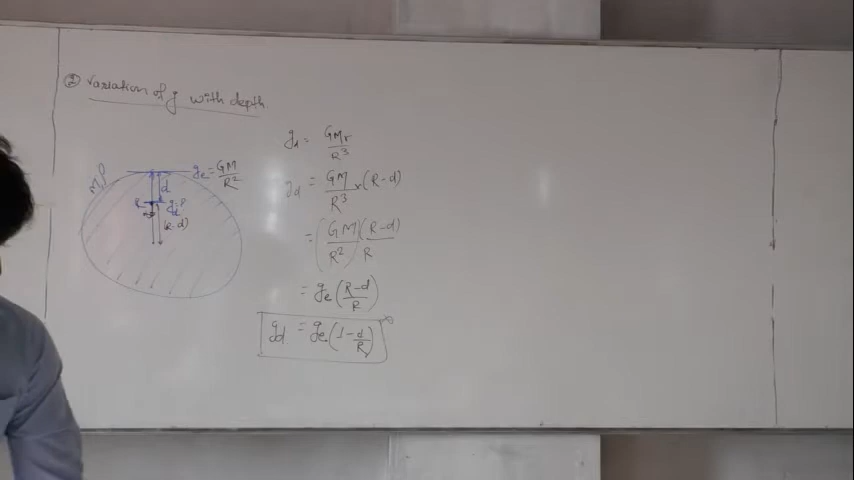 ② Variation of g with depth
M, ρ
g_e = GM/R²
d
R
(R-d)
g_d = GMr/R³
g_d = GM/R³ × (R-d)
= (GM/R²) (R-d)/R
= g_e ((R-d)/R)
g_d = g_e (1 - d/R)